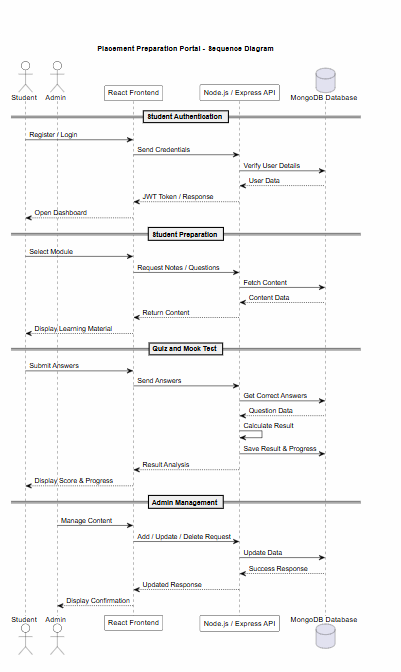 Placement Preparation Portal - Sequence Diagram
Student Admin React Frontend Node.js / Express API MongoDB Database
Student Authentication
Register / Login
Send Credentials
Verify User Details
User Data
JWT Token / Response
Open Dashboard
Student Preparation
Select Module
Request Notes / Questions
Fetch Content
Content Data
Return Content
Display Learning Material
Quiz and Mock Test
Submit Answers
Send Answers
Get Correct Answers
Question Data
Calculate Result
Save Result & Progress
Result Analysis
Display Score & Progress
Admin Management
Manage Content
Add / Update / Delete Request
Update Data
Success Response
Updated Response
Display Confirmation
Student Admin React Frontend Node.js / Express API MongoDB Database